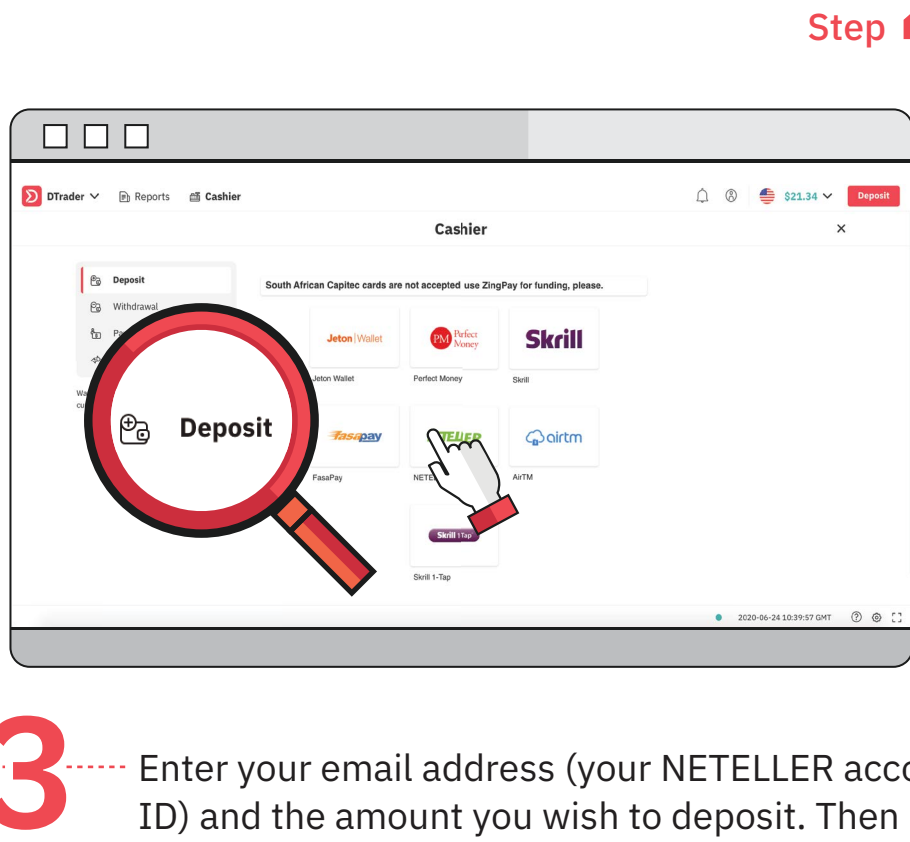 Step
DTrader Reports Cashier $21.34 Deposit
Cashier
Deposit
South African Capitec cards are not accepted use ZingPay for funding, please.
Withdrawal
Jeton Wallet PM Perfect Money Skrill
Jeton Wallet Perfect Money Skrill
Deposit
Fasapay airtm
FasaPay AirTM
Skrill 1Tap
Skrill 1-Tap
2020-06-24 10:39:57 GMT
3
Enter your email address (your NETELLER
ID) and the amount you wish to deposit. Then